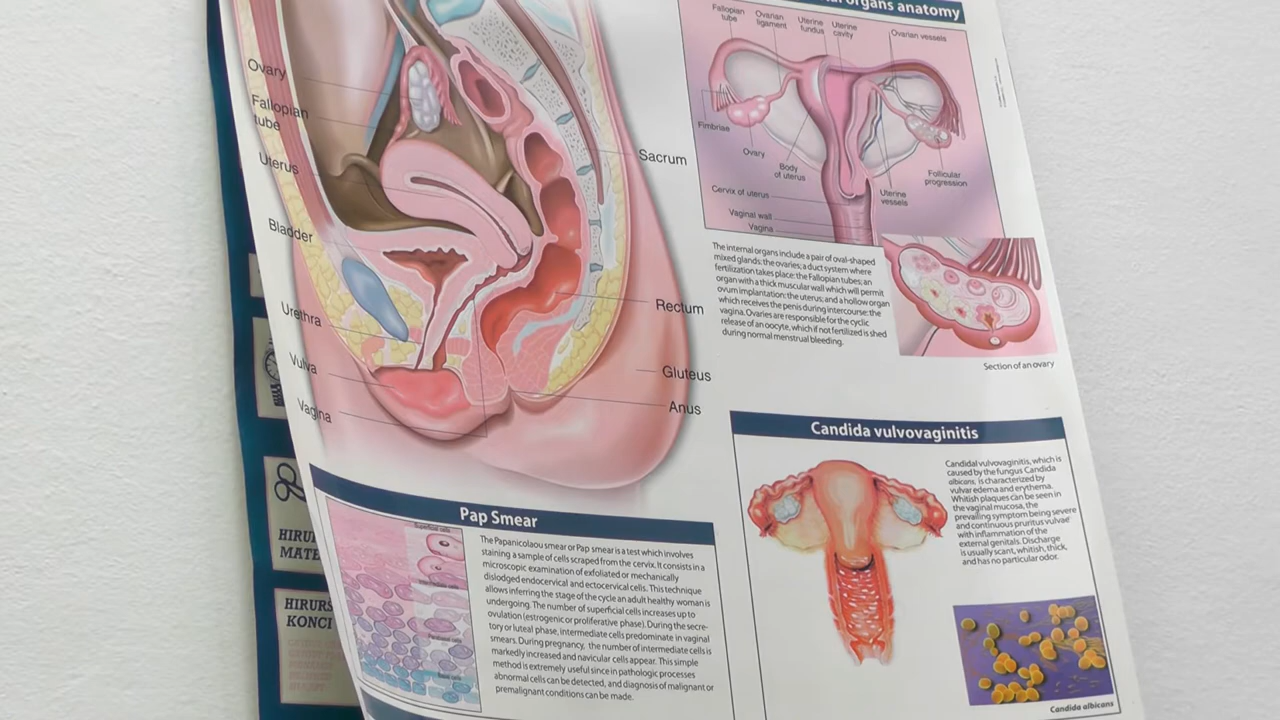 Ovary
Fallopian
tube
Uterus
Bladder
Urethra
Vulva
Vagina
Sacrum
Rectum
Gluteus
Anus
organs anatomy
Fallopian
tube
Ovarian
ligament
Uterine
fundus
Uterine
cavity
Ovarian vessels
Fimbriae
Ovary
Body
of uterus
Cervix of uterus
Vaginal wall
Vagina
Uterine
vessels
Follicular
progression
The internal organs include a pair of oval-shaped
mixed glands: the ovaries; a duct system where
fertilization takes place: the Fallopian tubes; an
organ with a thick muscular wall which will permit
ovum implantation: the uterus; and a hollow organ
which receives the penis during intercourse: the
vagina. Ovaries are responsible for the cyclic
release of an oocyte, which if not fertilized is shed
during normal menstrual bleeding.
Section of an ovary
Pap Smear
Superficial cells
Parabasal cells
Basal cells
The Papanicolaou smear or Pap smear is a test which involves
staining a sample of cells scraped from the cervix. It consists in a
microscopic examination of exfoliated or mechanically
dislodged endocervical and ectocervical cells. This technique
allows inferring the stage of the cycle an adult healthy woman is
undergoing. The number of superficial cells increases up to
ovulation (estrogenic or proliferative phase). During the secre-
tory or luteal phase, intermediate cells predominate in vaginal
smears. During pregnancy, the number of intermediate cells is
markedly increased and navicular cells appear. This simple
method is extremely useful since in pathologic processes
abnormal cells can be detected, and diagnosis of malignant or
premalignant conditions can be made.
Candida vulvovaginitis
Candidal vulvovaginitis, which is
caused by the fungus Candida
albicans, is characterized by
vulvar edema and erythema.
Whitish plaques can be seen in
the vaginal mucosa, the
prevailing symptom being severe
and continuous pruritus vulvae
with inflammation of the
external genitals. Discharge
is usually scant, whitish, thick,
and has no particular odor.
Candida albicans
HIRU
MATE
HIRURS
KONCI